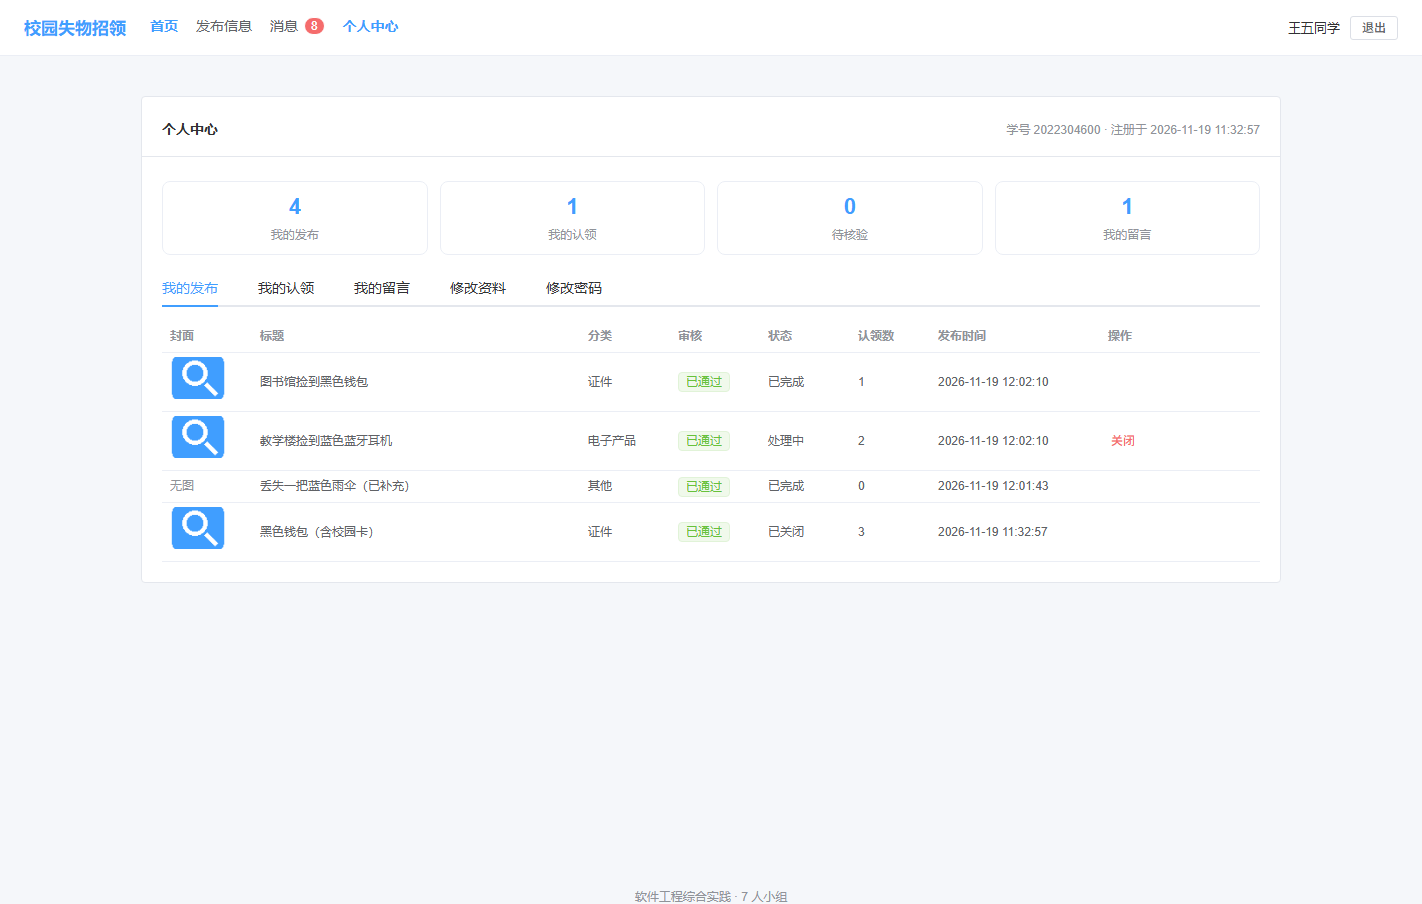 校园失物招领 首页 发布信息 消息 8 个人中心 王五同学 退出
个人中心 学号 2022304600 · 注册于 2026-11-19 11:32:57
4 1 0 1
我的发布 我的认领 待核验 我的留言
我的发布 我的认领 我的留言 修改资料 修改密码
封面 标题 分类 审核 状态 认领数 发布时间 操作
图书馆捡到黑色钱包 证件 已通过 已完成 1 2026-11-19 12:02:10
教学楼捡到蓝色蓝牙耳机 电子产品 已通过 处理中 2 2026-11-19 12:02:10 关闭
无图 丢失一把蓝色雨伞（已补充） 其他 已通过 已完成 0 2026-11-19 12:01:43
黑色钱包（含校园卡） 证件 已通过 已关闭 3 2026-11-19 11:32:57
软件工程综合实践 · 7 人小组